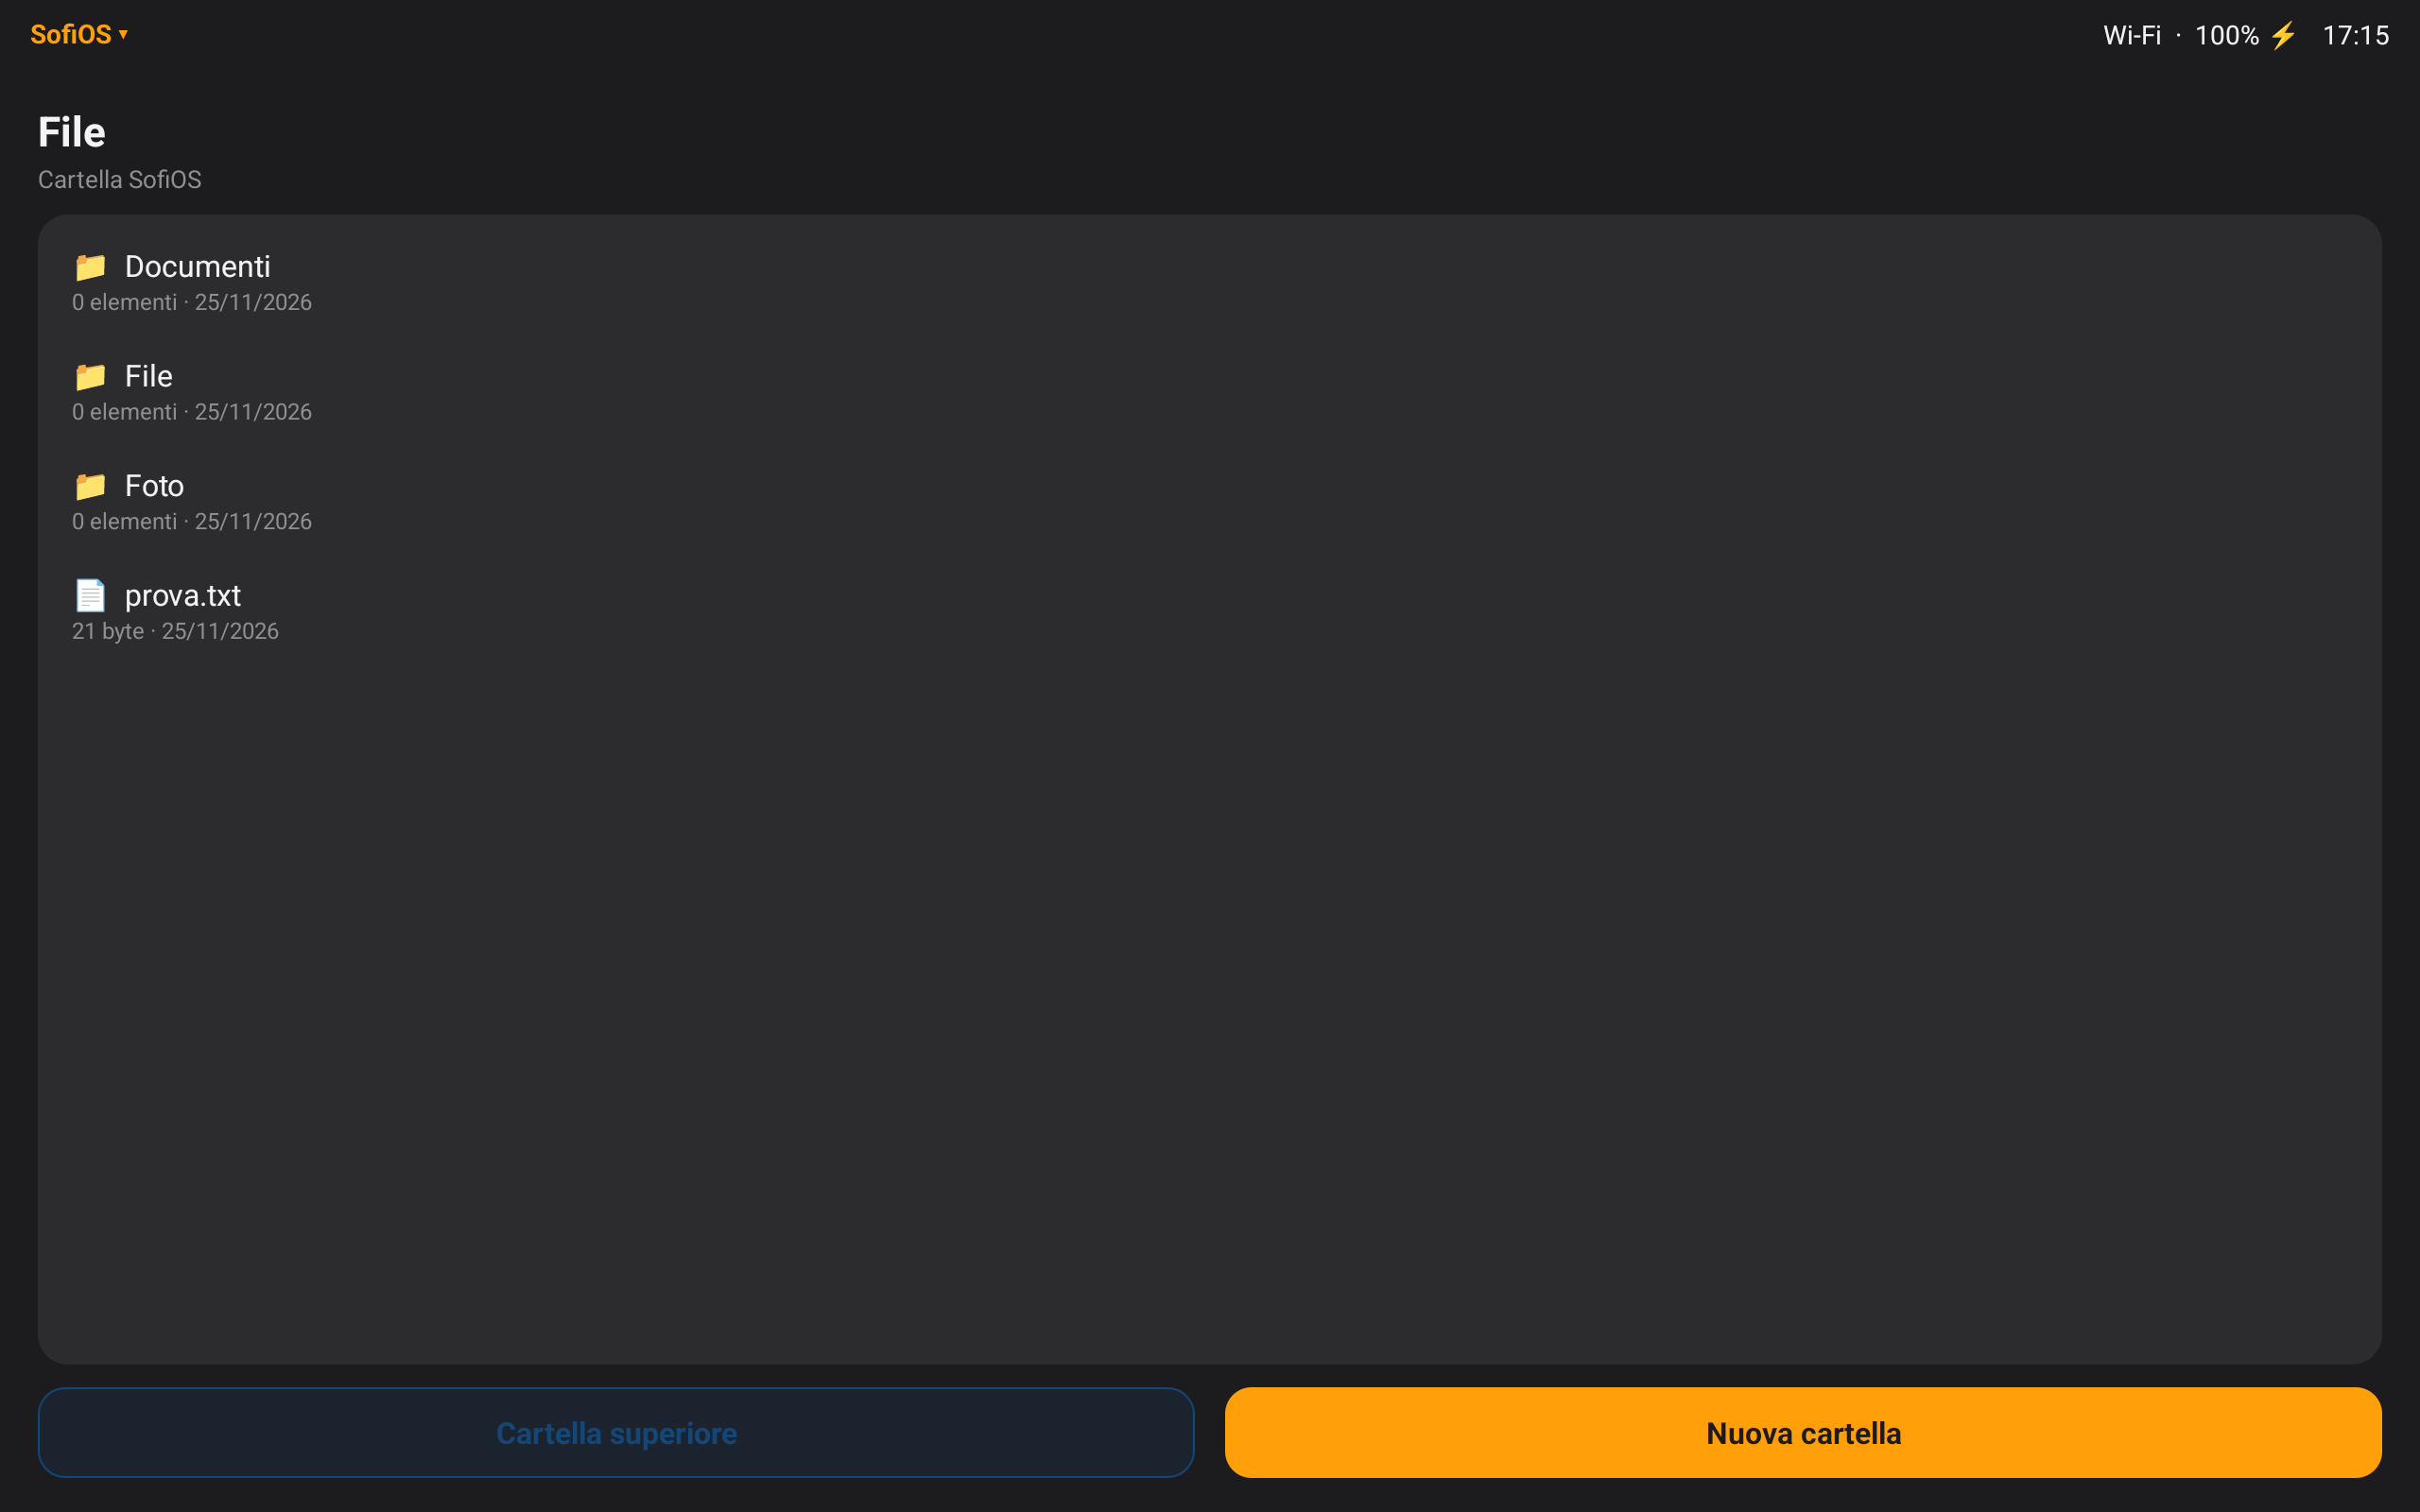 SofiOS ▾
Wi-Fi · 100% ⚡ 17:15
File
Cartella SofiOS
Documenti
0 elementi · 25/11/2026
File
0 elementi · 25/11/2026
Foto
0 elementi · 25/11/2026
prova.txt
21 byte · 25/11/2026
Cartella superiore
Nuova cartella